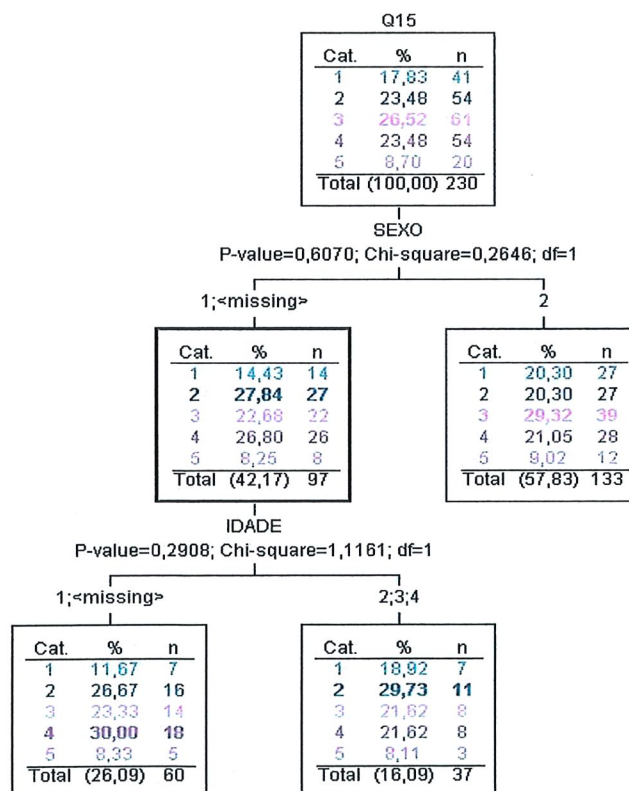 Q15
Cat. % n
1 17,83 41
2 23,48 54
3 26,52 61
4 23,48 54
5 8,70 20
Total (100,00) 230
SEXO
P-value=0,6070; Chi-square=0,2646; df=1
1;<missing>
2
Cat. % n
1 14,43 14
2 27,84 27
3 22,68 22
4 26,80 26
5 8,25 8
Total (42,17) 97
Cat. % n
1 20,30 27
2 20,30 27
3 29,32 39
4 21,05 28
5 9,02 12
Total (57,83) 133
IDADE
P-value=0,2908; Chi-square=1,1161; df=1
1;<missing>
2;3;4
Cat. % n
1 11,67 7
2 26,67 16
3 23,33 14
4 30,00 18
5 8,33 5
Total (26,09) 60
Cat. % n
1 18,92 7
2 29,73 11
3 21,62 8
4 21,62 8
5 8,11 3
Total (16,09) 37